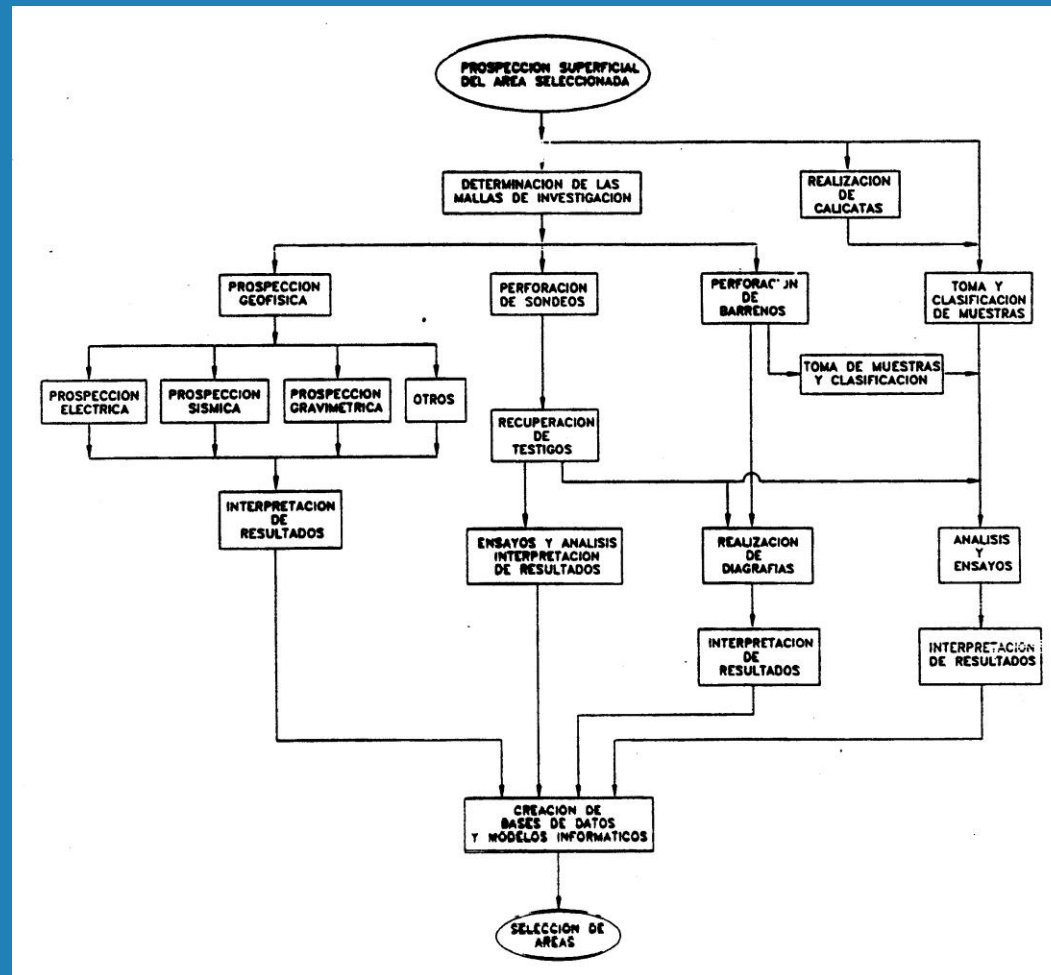 PROSPECCION SUPERFICIAL
DEL AREA SELECCIONADA
DETERMINACION DE LAS
MALLAS DE INVESTIGACION
REALIZACION
DE
CALICATAS
PROSPECCION
GEOFISICA
PERFORACION
DE SONDEOS
PERFORACION
DE
BARRENOS
TOMA Y
CLASIFICACION
DE MUESTRAS
TOMA DE MUESTRAS
Y CLASIFICACION
PROSPECCION
ELECTRICA
PROSPECCION
SISMICA
PROSPECCION
GRAVIMETRICA
OTROS
RECUPERACION
DE
TESTIGOS
INTERPRETACION
DE
RESULTADOS
ENSAYOS Y ANALISIS
INTERPRETACION
DE RESULTADOS
REALIZACION
DE
DIAGRAFIAS
ANALISIS
Y
ENSAYOS
INTERPRETACION
DE
RESULTADOS
INTERPRETACION
DE RESULTADOS
CREACION DE
BASES DE DATOS
Y MODELOS INFORMATICOS
SELECCION DE
AREAS